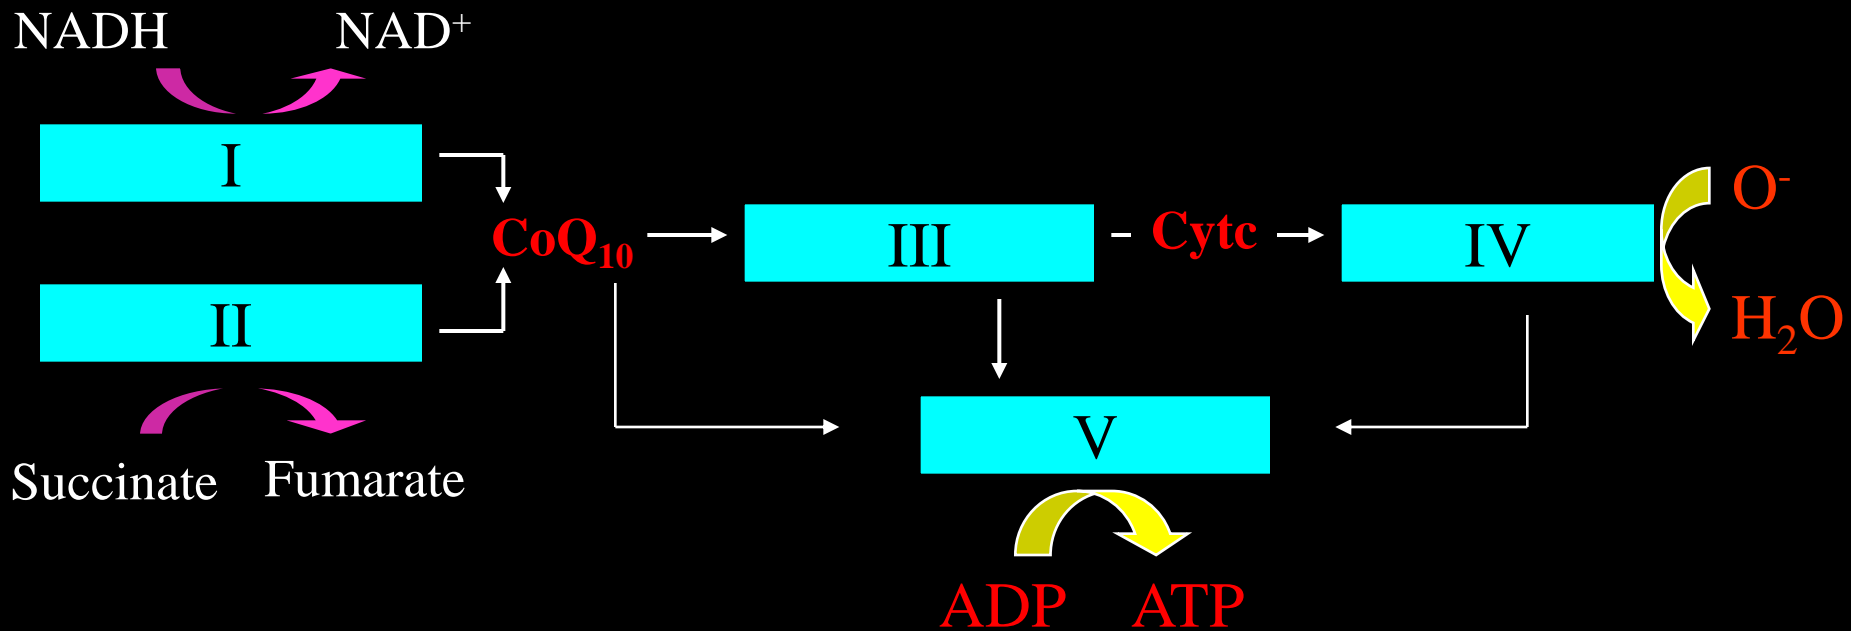 NADH NAD⁺
I
O⁻
CoQ₁₀ III Cytc IV
II
H₂O
V
Succinate Fumarate
ADP ATP